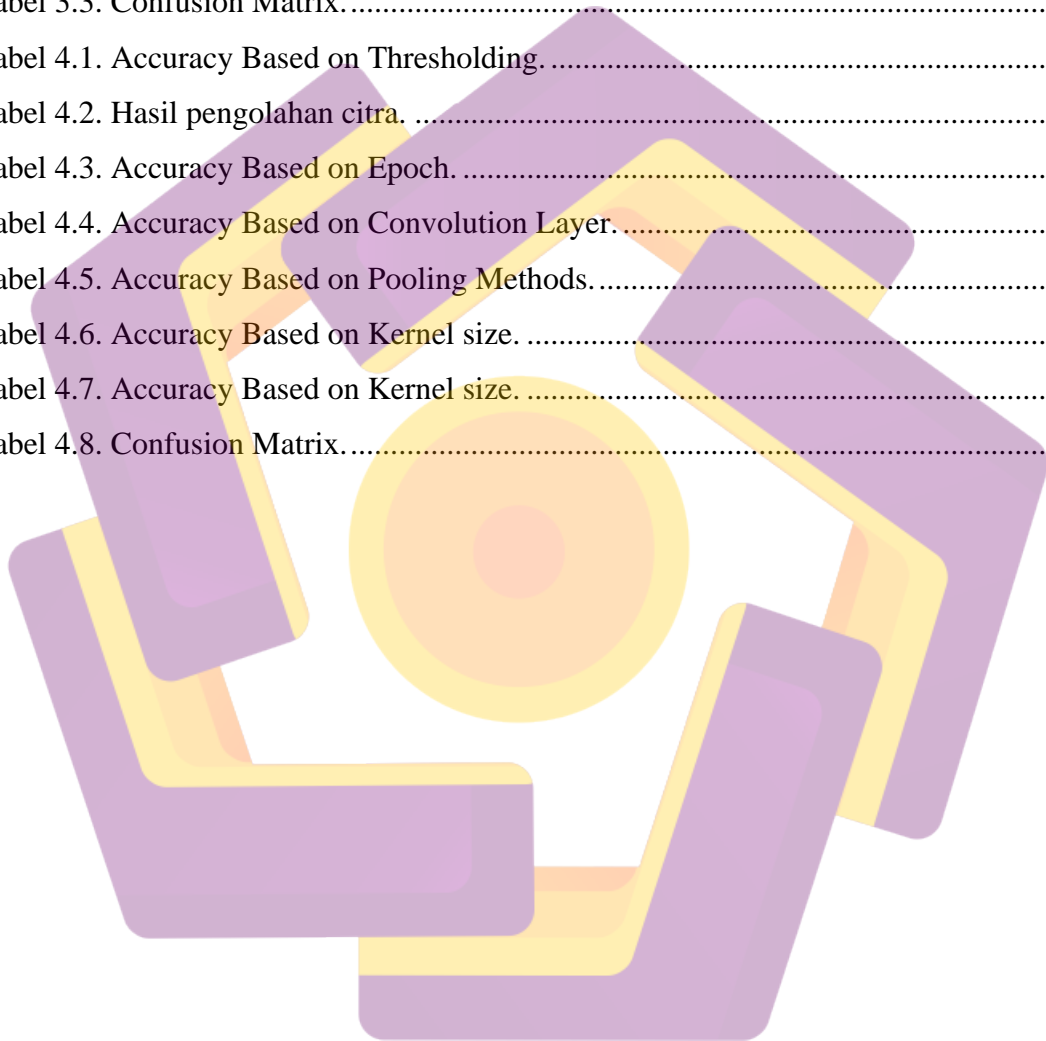 abel 3.3. Confusion Matrix.....................................................................................
abel 4.1. Accuracy Based on Thresholding. ............................................................
abel 4.2. Hasil pengolahan citra. .............................................................................
abel 4.3. Accuracy Based on Epoch. .......................................................................
abel 4.4. Accuracy Based on Convolution Layer.....................................................
abel 4.5. Accuracy Based on Pooling Methods........................................................
abel 4.6. Accuracy Based on Kernel size. ...............................................................
abel 4.7. Accuracy Based on Kernel size. ...............................................................
abel 4.8. Confusion Matrix.....................................................................................